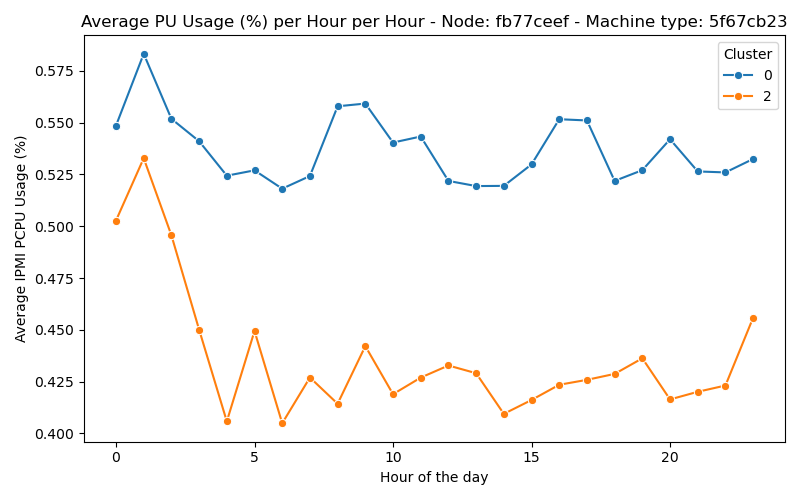 Average PU Usage (%) per Hour per Hour - Node: fb77ceef - Machine type: 5f67cb23
Cluster
0
2
0.575
0.550
0.525
0.500
0.475
0.450
0.425
0.400
Average IPMI PCPU Usage (%)
0 5 10 15 20
Hour of the day